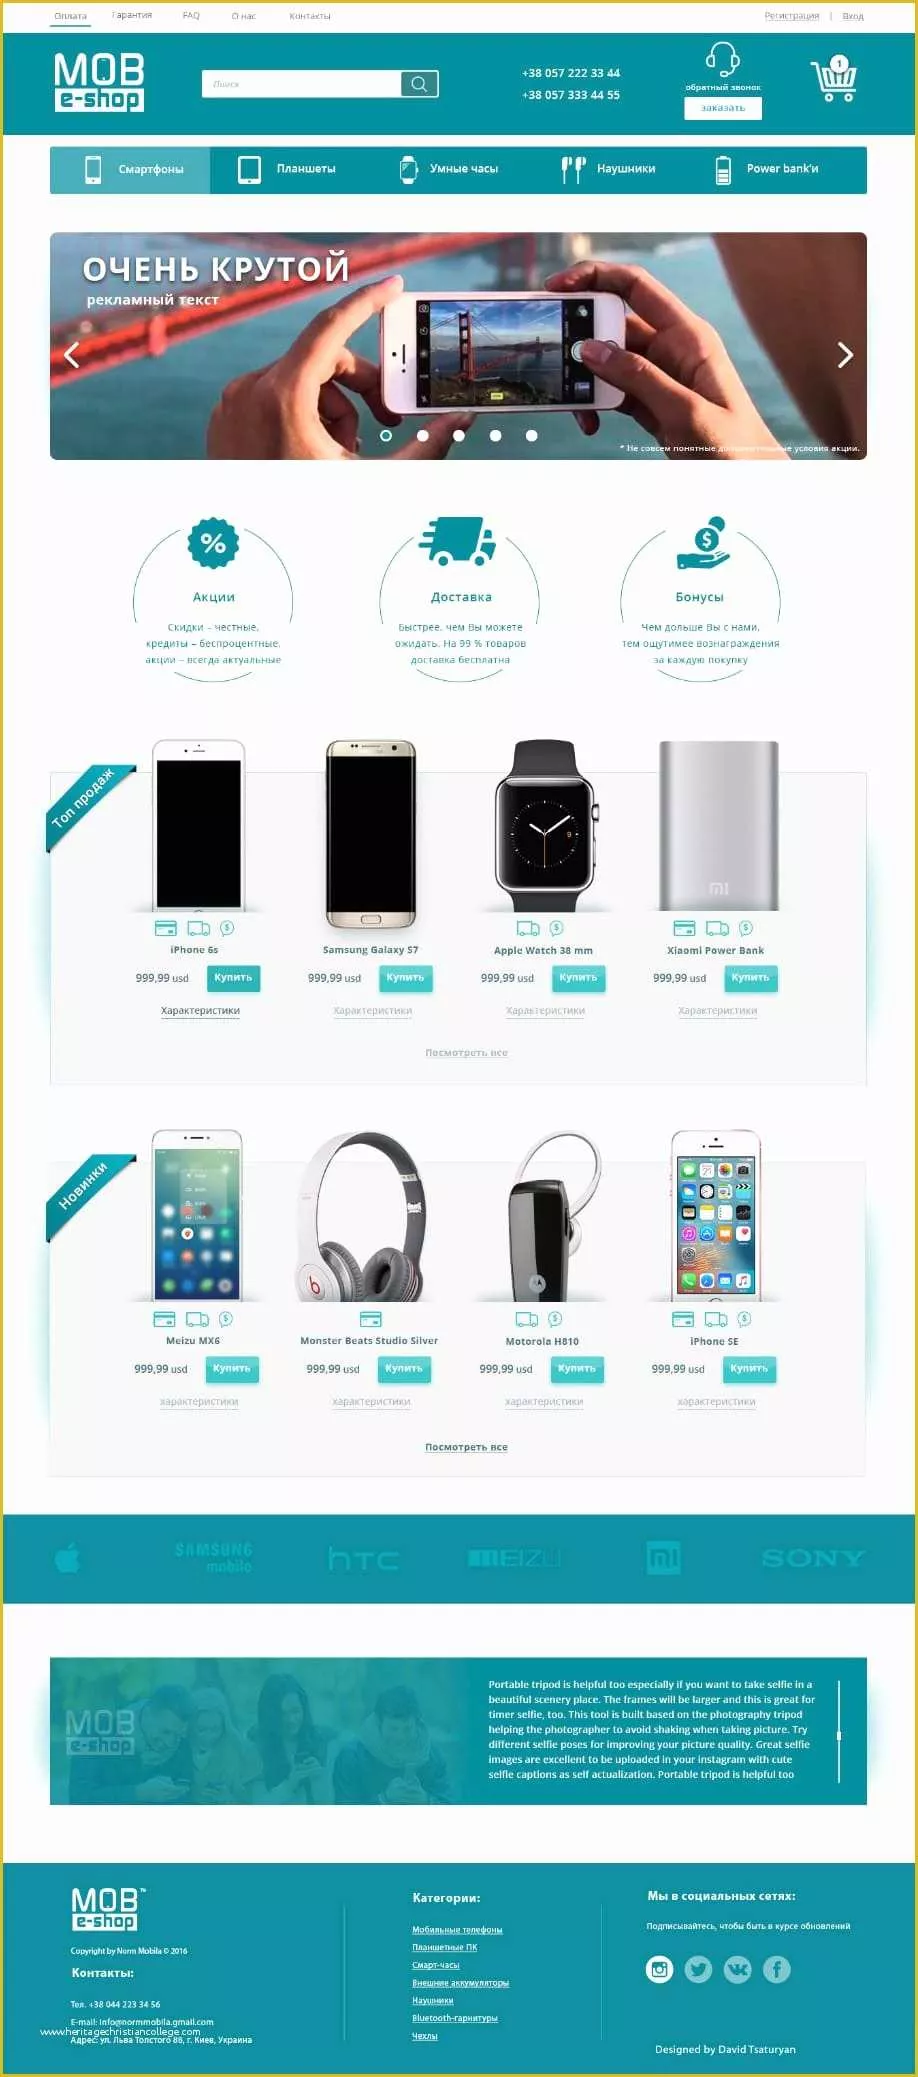 Оплата Гарантия FAQ О нас Контакты Регистрация | Вход
MOB
e-shop
Поиск
+38 057 222 33 44
+38 057 333 44 55
обратный звонок
заказать
1
Смартфоны Планшеты Умные часы Наушники Power bank'и
ОЧЕНЬ КРУТОЙ
рекламный текст
* Не совсем понятные дополнительные условия акции.
%
Акции
Скидки – честные,
кредиты – беспроцентные,
акции – всегда актуальные
Доставка
Быстрее, чем Вы можете
ожидать. На 99 % товаров
доставка бесплатна
$
Бонусы
Чем дольше Вы с нами,
тем ощутимее вознаграждения
за каждую покупку
Топ продаж
9
mi
iPhone 6s Samsung Galaxy S7 Apple Watch 38 mm Xiaomi Power Bank
999,99 usd Купить 999,99 usd Купить 999,99 usd Купить 999,99 usd Купить
Характеристики Характеристики Характеристики Характеристики
Посмотреть все
Новинки
b
Meizu MX6 Monster Beats Studio Silver Motorola H810 iPhone SE
999,99 usd Купить 999,99 usd Купить 999,99 usd Купить 999,99 usd Купить
характеристики характеристики характеристики характеристики
Посмотреть все
SAMSUNG
mobile
hTC MEIZU mi SONY
MOB
e-shop
Portable tripod is helpful too especially if you want to take selfie in a
beautiful scenery place. The frames will be larger and this is great for
timer selfie, too. This tool is built based on the photography tripod
helping the photographer to avoid shaking when taking picture. Try
different selfie poses for improving your picture quality. Great selfie
images are excellent to be uploaded in your instagram with cute
selfie captions as self actualization. Portable tripod is helpful too
MOB™
e-shop
Copyright by Norm Mobila © 2016
Контакты:
Тел. +38 044 223 34 56
E-mail: info@normmobila.gmail.com
www.heritagechristiancollege.com
Адрес: ул. Льва Толстого 86, г. Киев, Украина
Категории:
Мобильные телефоны
Планшетные ПК
Смарт-часы
Внешние аккумуляторы
Наушники
Bluetooth-гарнитуры
Чехлы
Мы в социальных сетях:
Подписывайтесь, чтобы быть в курсе обновлений
Designed by David Tsaturyan